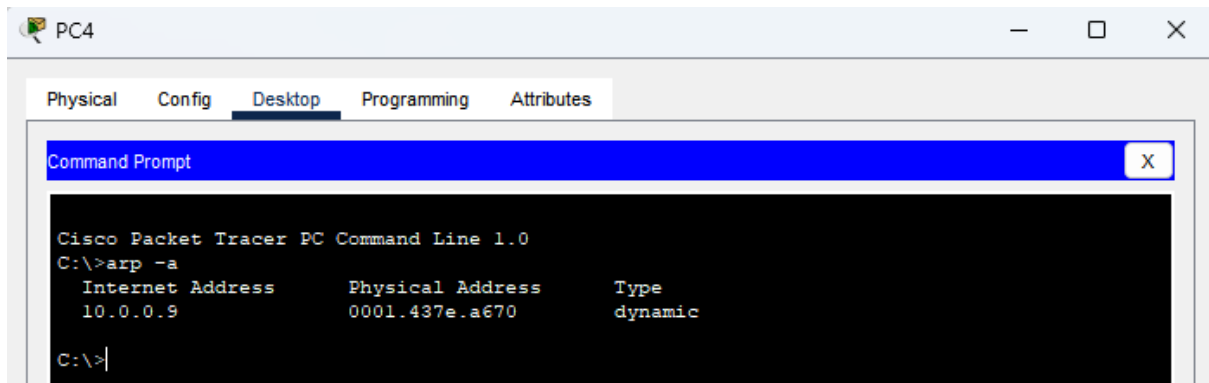 PC4
Physical Config Desktop Programming Attributes
Command Prompt
X
Cisco Packet Tracer PC Command Line 1.0
C:\>arp -a
Internet Address Physical Address Type
10.0.0.9 0001.437e.a670 dynamic
C:\>